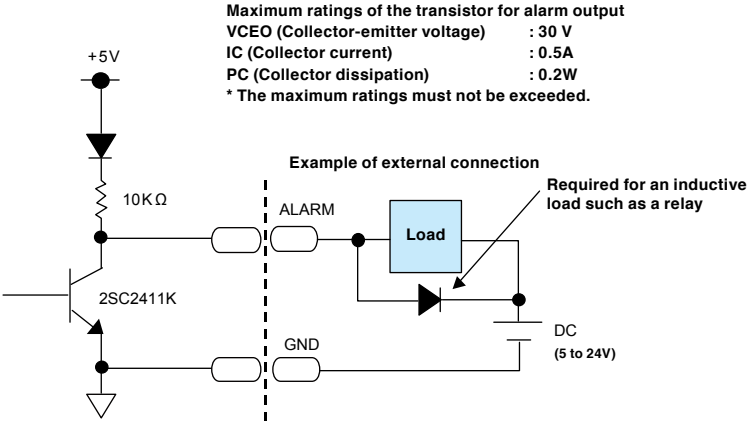 Maximum ratings of the transistor for alarm output
VCEO (Collector-emitter voltage) : 30 V
IC (Collector current) : 0.5A
PC (Collector dissipation) : 0.2W
* The maximum ratings must not be exceeded.
+5V
Example of external connection
Required for an inductive
load such as a relay
10KΩ
ALARM
Load
2SC2411K
GND
DC
(5 to 24V)